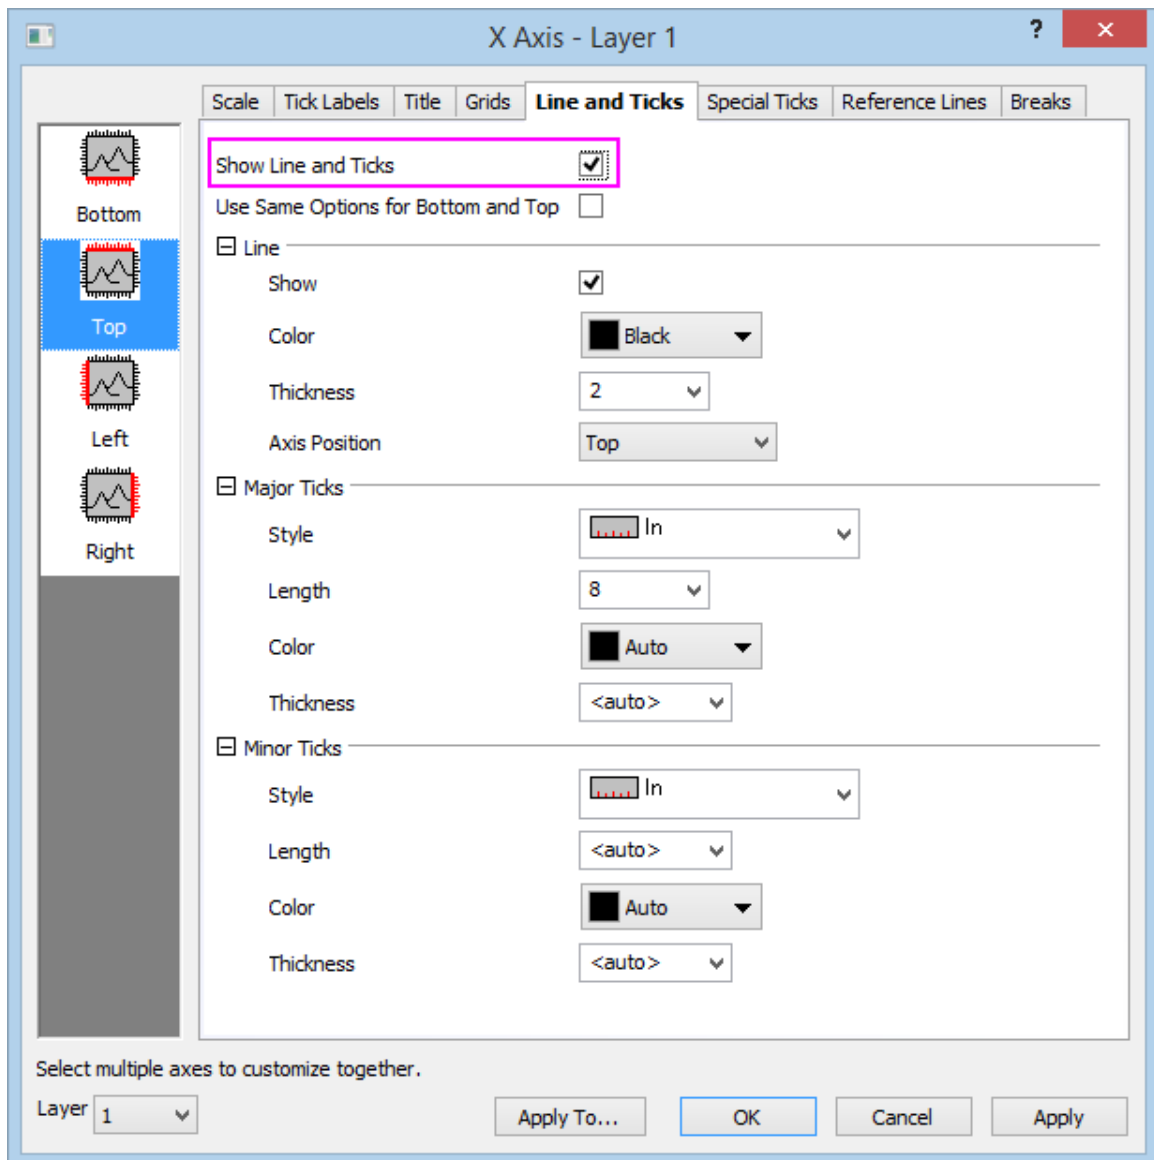 X Axis - Layer 1
?
Scale Tick Labels Title Grids Line and Ticks Special Ticks Reference Lines Breaks
Bottom
Top
Left
Right
Show Line and Ticks
Use Same Options for Bottom and Top
Line
Show
Color Black
Thickness 2
Axis Position Top
Major Ticks
Style In
Length 8
Color Auto
Thickness <auto>
Minor Ticks
Style In
Length <auto>
Color Auto
Thickness <auto>
Select multiple axes to customize together.
Layer 1 Apply To... OK Cancel Apply